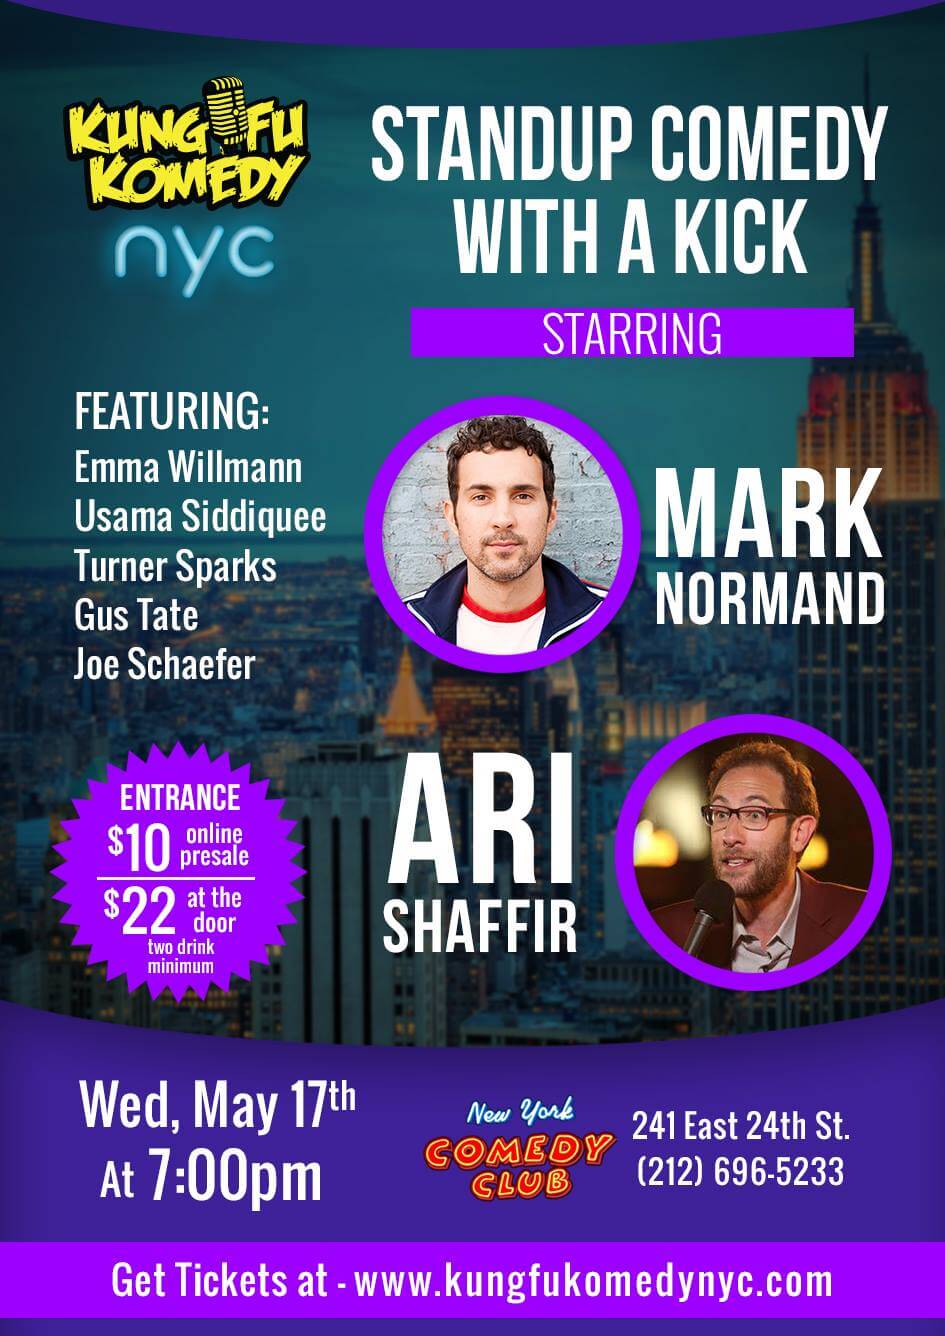 KUNG FU
KOMEDY
nyc
STANDUP COMEDY
WITH A KICK
STARRING
FEATURING:
Emma Willmann
Usama Siddiquee
Turner Sparks
Gus Tate
Joe Schaefer
MARK
NORMAND
ARI
SHAFFIR
ENTRANCE
$10 online presale
$22 at the door
two drink
minimum
Wed, May 17th
At 7:00pm
New York
COMEDY
CLUB
241 East 24th St.
(212) 696-5233
Get Tickets at - www.kungfukomedynyc.com